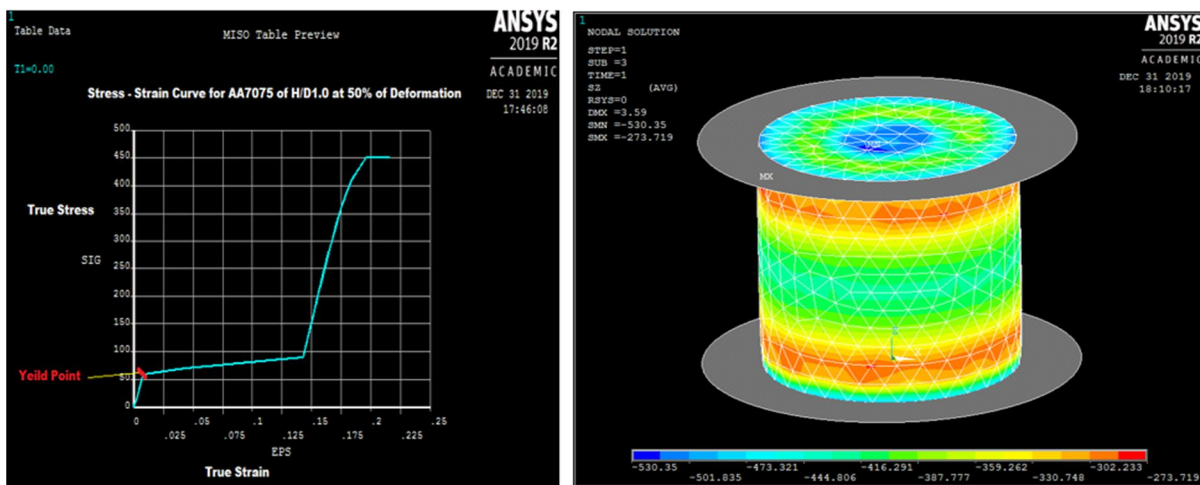 1
Table Data
MISO Table Preview
ANSYS
2019 R2
ACADEMIC
T1=0.00
DEC 31 2019
17:46:08
Stress - Strain Curve for AA7075 of H/D1.0 at 50% of Deformation
500
450
400
350
True Stress
300
SIG
250
200
150
100
Yeild Point
50
0
0 .05 .1 .15 .2 .25
.025 .075 .125 .175 .225
EPS
True Strain
1
NODAL SOLUTION
STEP=1
SUB =3
TIME=1
SZ (AVG)
RSYS=0
DMX =3.59
SMN =-530.35
SMX =-273.719
ANSYS
2019 R2
ACADEMIC
DEC 31 2019
18:10:17
MX
-530.35 -473.321 -416.291 -359.262 -302.233
-501.835 -444.806 -387.777 -330.748 -273.719